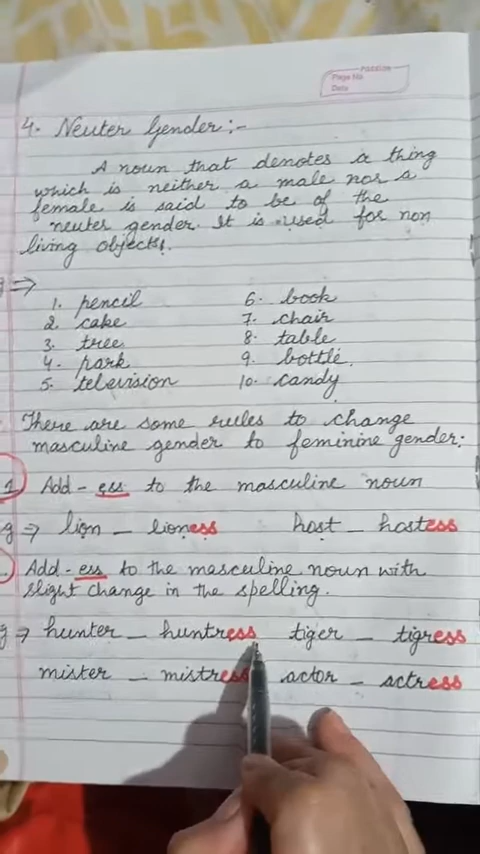 PASSION
Page No
Date
4. Neuter Gender:-
A noun that denotes a thing
which is neither a male nor a
female is said to be of the
neuter gender. It is used for non
living objects.
g ⇒
1. pencil 6. book
2. cake 7. chair
3. tree 8. table
4. park 9. bottle.
5. television 10. candy
There are some rules to change
masculine gender to feminine gender:
1 Add - ess to the masculine noun
g ⇒ lion - lioness host - hostess
Add - ess to the masculine noun with
slight change in the spelling.
g ⇒ hunter - huntress tiger - tigress
mister - mistress actor - actress